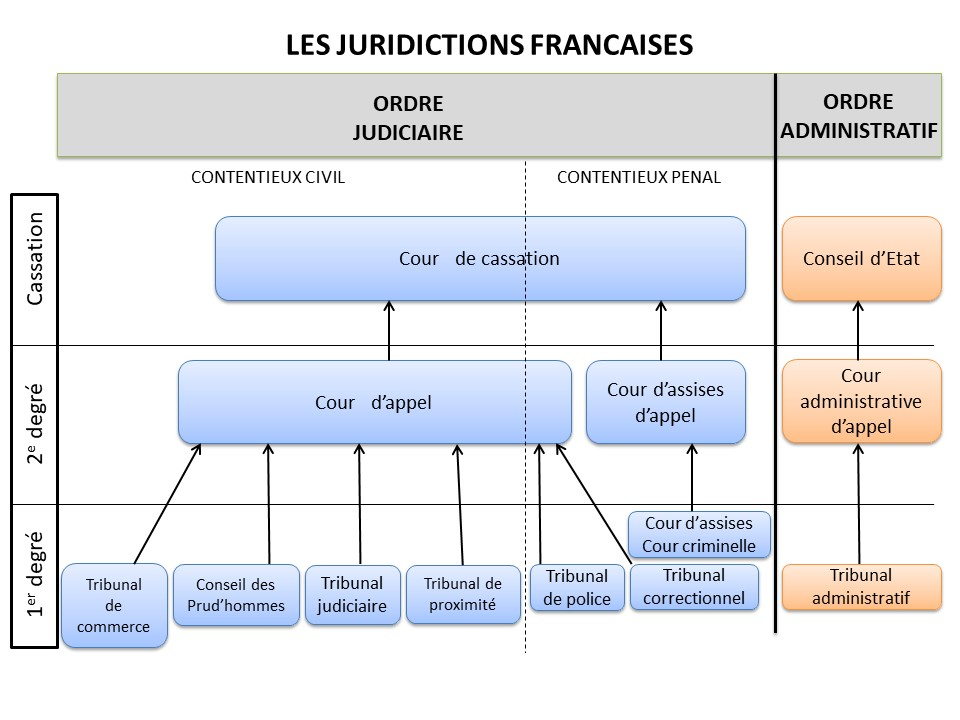 LES JURIDICTIONS FRANCAISES
ORDRE
JUDICIAIRE
ORDRE
ADMINISTRATIF
CONTENTIEUX CIVIL
CONTENTIEUX PENAL
Cassation
Cour de cassation
Conseil d’Etat
2e degré
Cour d’appel
Cour d’assises
d’appel
Cour
administrative
d’appel
1er degré
Cour d’assises
Cour criminelle
Tribunal
de
commerce
Conseil des
Prud’hommes
Tribunal
judiciaire
Tribunal de
proximité
Tribunal
de police
Tribunal
correctionnel
Tribunal
administratif